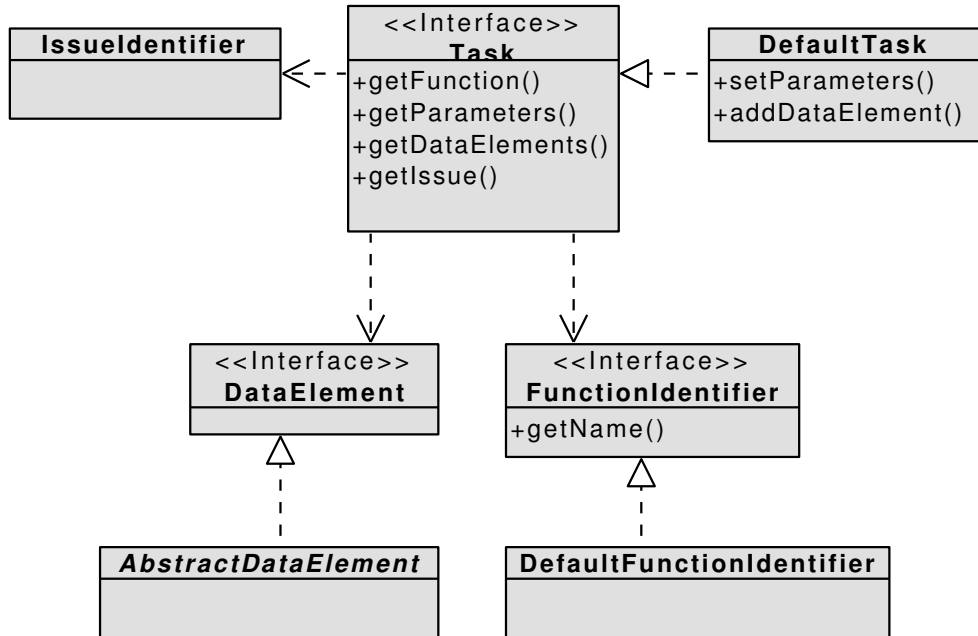 IssueIdentifier
<<Interface>>
Task
+getFunction()
+getParameters()
+getDataElements()
+getIssue()
DefaultTask
+setParameters()
+addDataElement()
<<Interface>>
DataElement
<<Interface>>
FunctionIdentifier
+getName()
AbstractDataElement
DefaultFunctionIdentifier